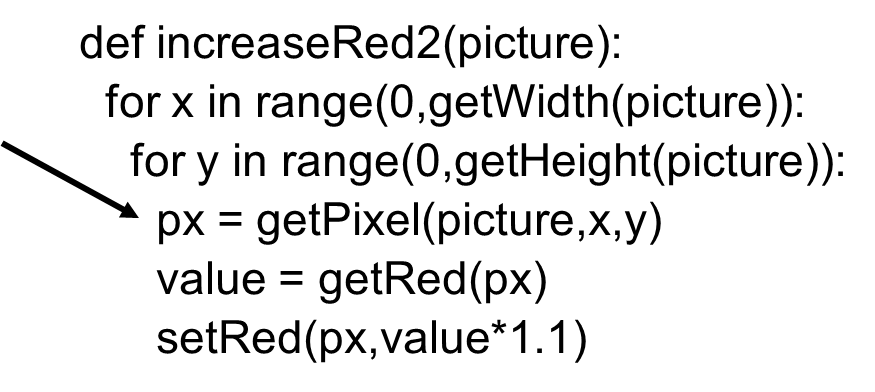 def increaseRed2(picture):
for x in range(0,getWidth(picture)):
for y in range(0,getHeight(picture)):
px = getPixel(picture,x,y)
value = getRed(px)
setRed(px,value*1.1)